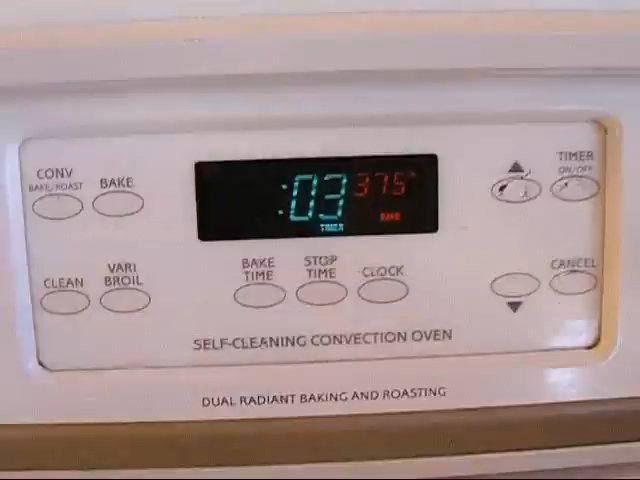 CONV
BAKE/ROAST
BAKE
:03 375°
BAKE
TIMER
TIMER
ON/OFF
CLEAN
VARI
BROIL
BAKE
TIME
STOP
TIME
CLOCK
CANCEL
SELF-CLEANING CONVECTION OVEN
DUAL RADIANT BAKING AND ROASTING